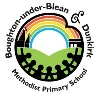 Boughton-under-Blean & Dunkirk
Methodist Primary School